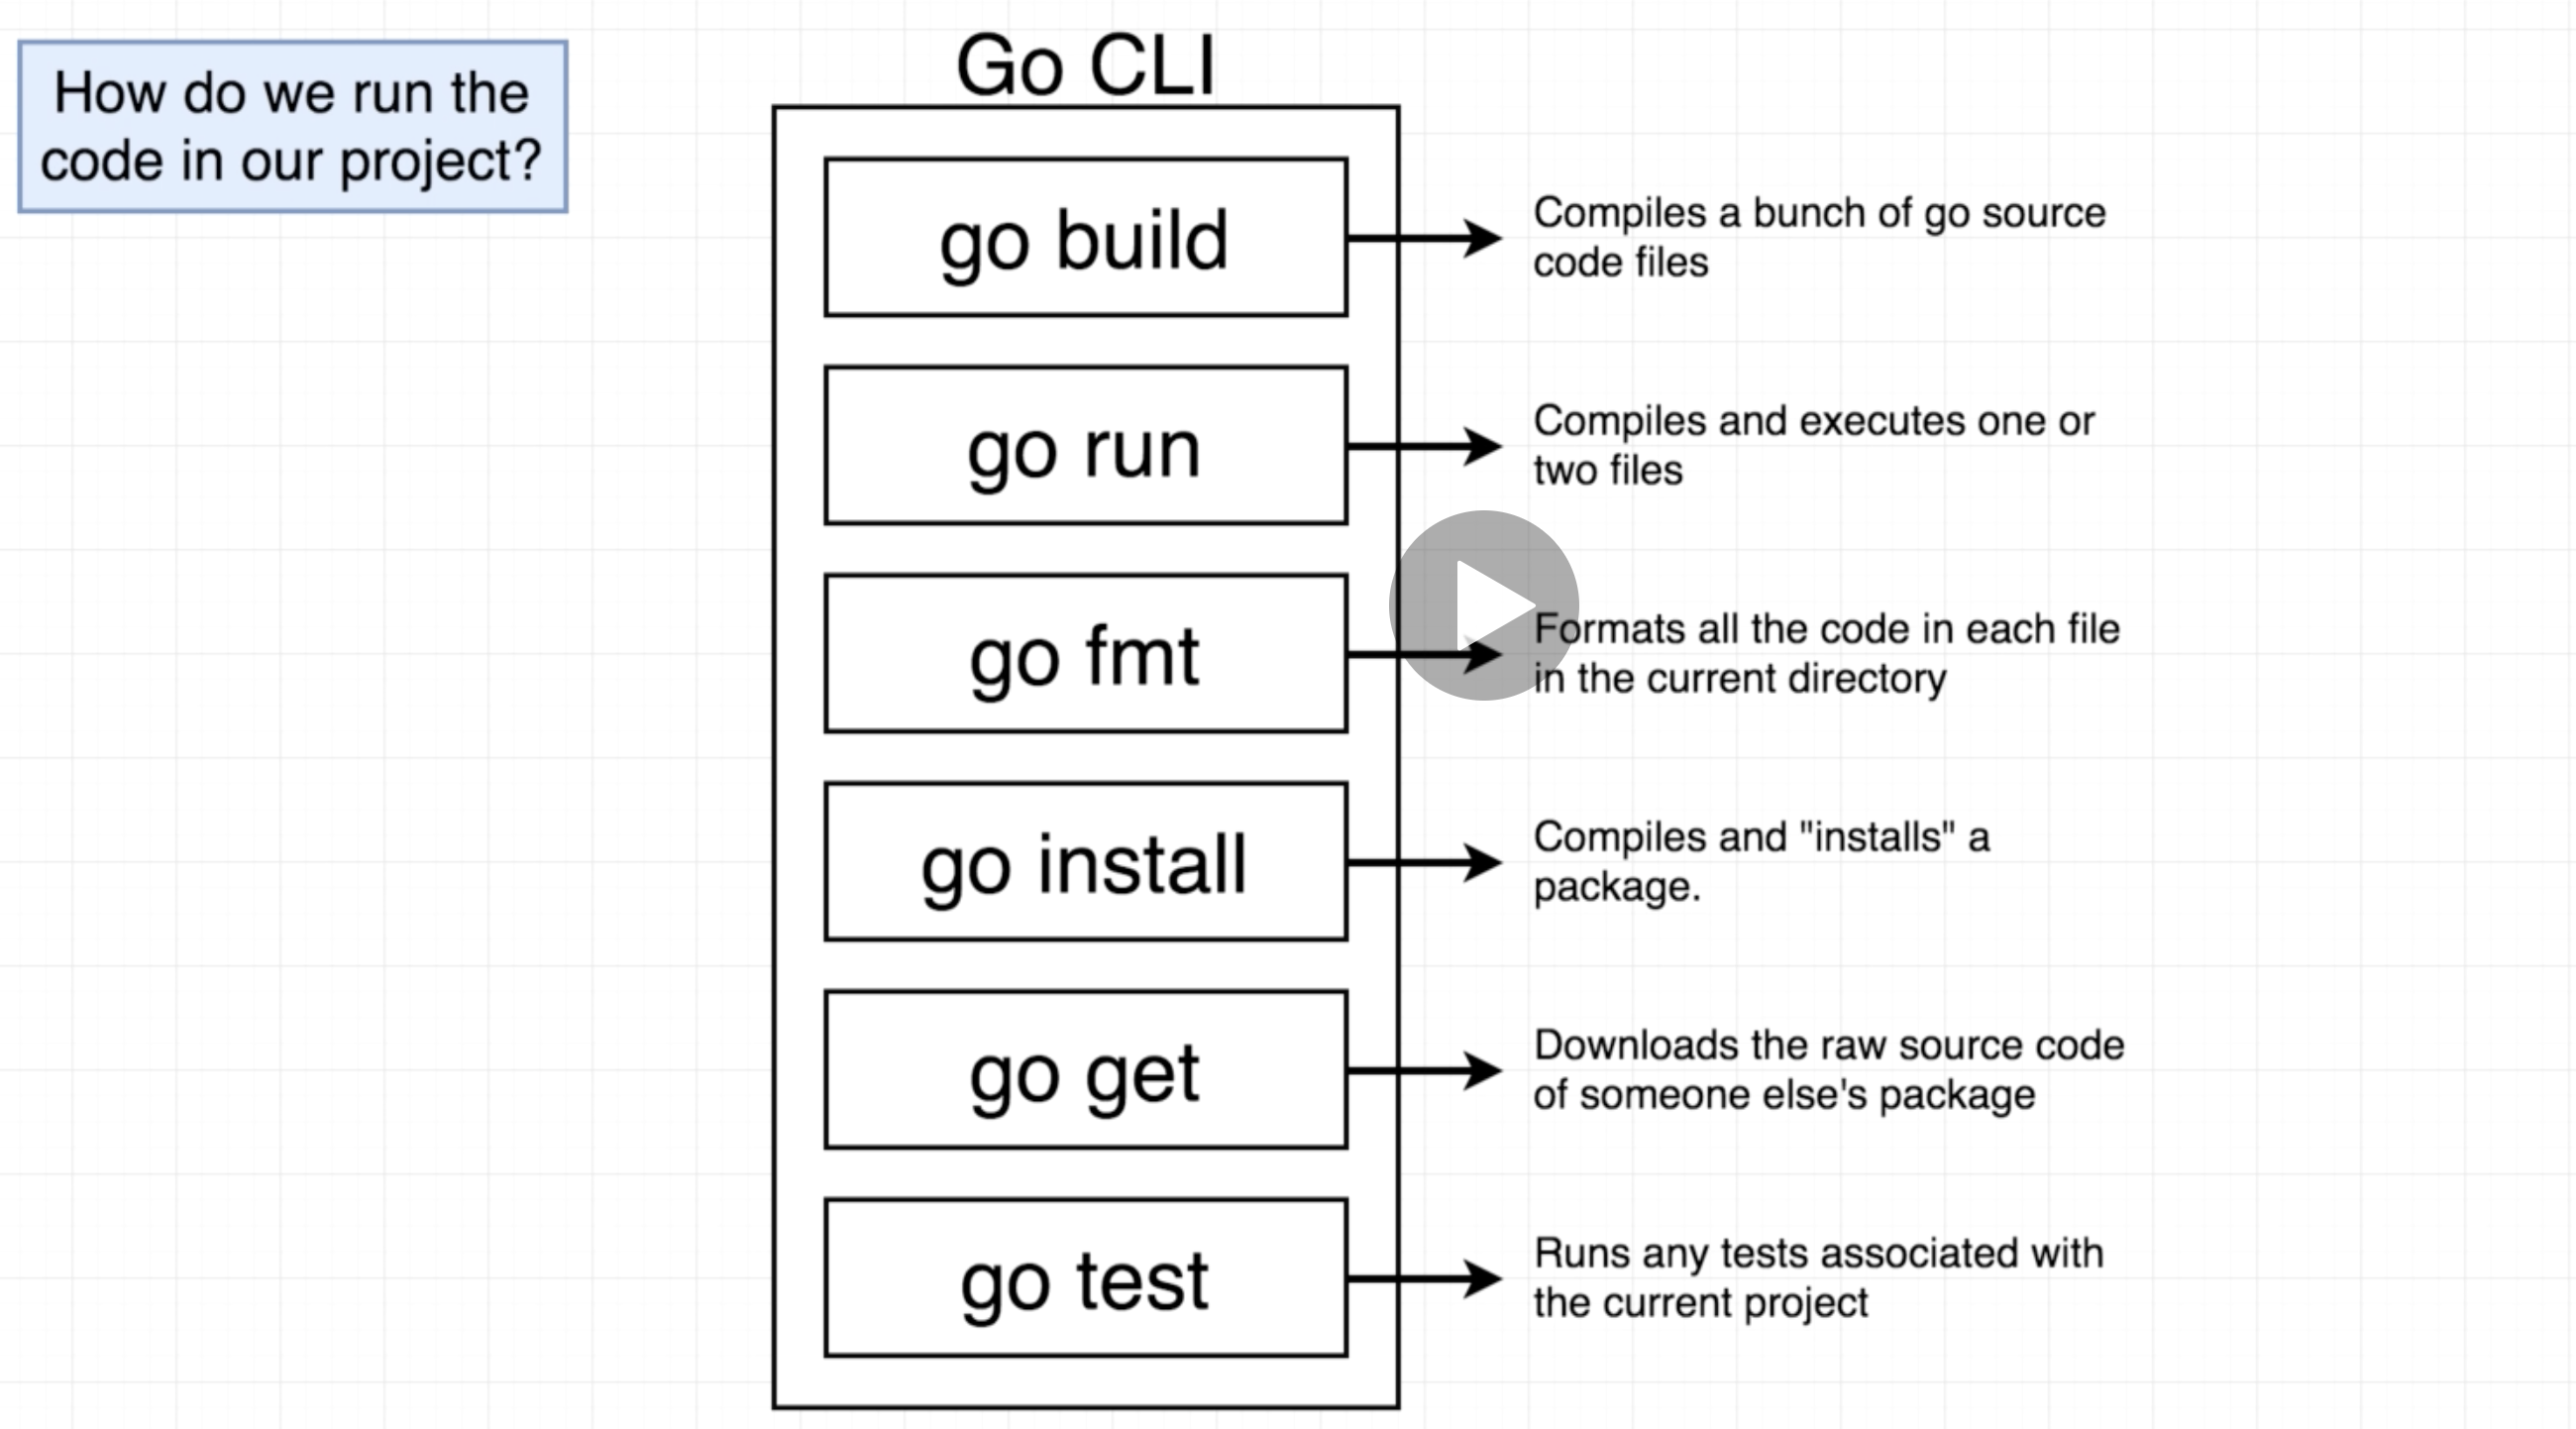 How do we run the
code in our project?
Go CLI
go build
Compiles a bunch of go source
code files
go run
Compiles and executes one or
two files
go fmt
Formats all the code in each file
in the current directory
go install
Compiles and "installs" a
package.
go get
Downloads the raw source code
of someone else's package
go test
Runs any tests associated with
the current project